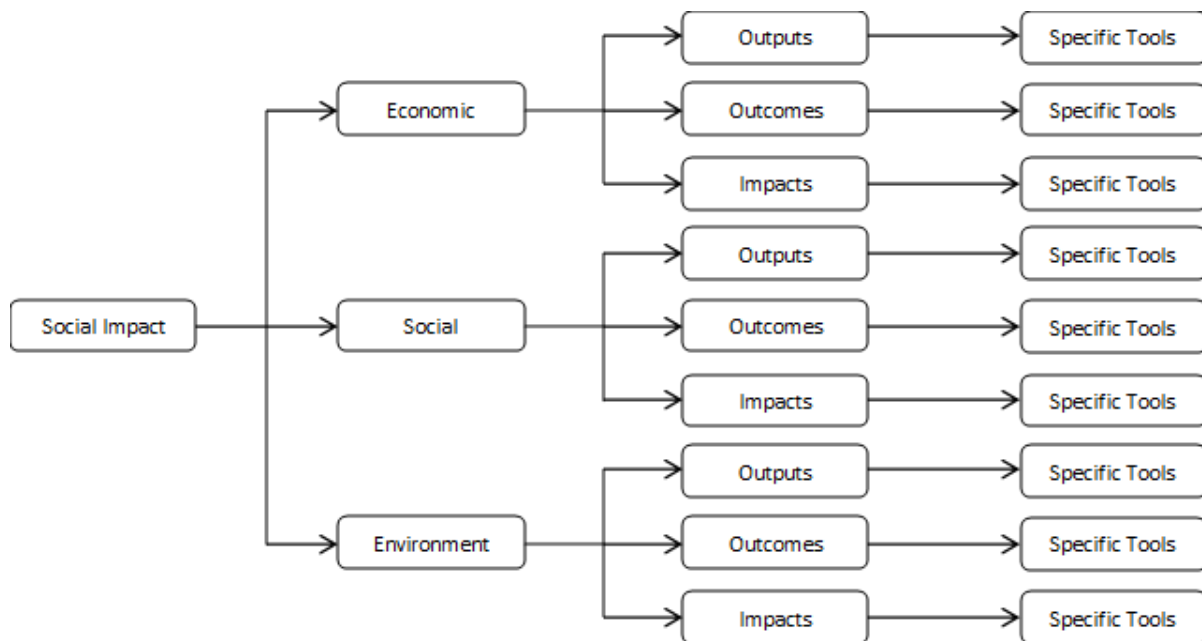 Outputs
Specific Tools
Economic
Outcomes
Specific Tools
Impacts
Specific Tools
Outputs
Specific Tools
Social Impact
Social
Outcomes
Specific Tools
Impacts
Specific Tools
Outputs
Specific Tools
Environment
Outcomes
Specific Tools
Impacts
Specific Tools